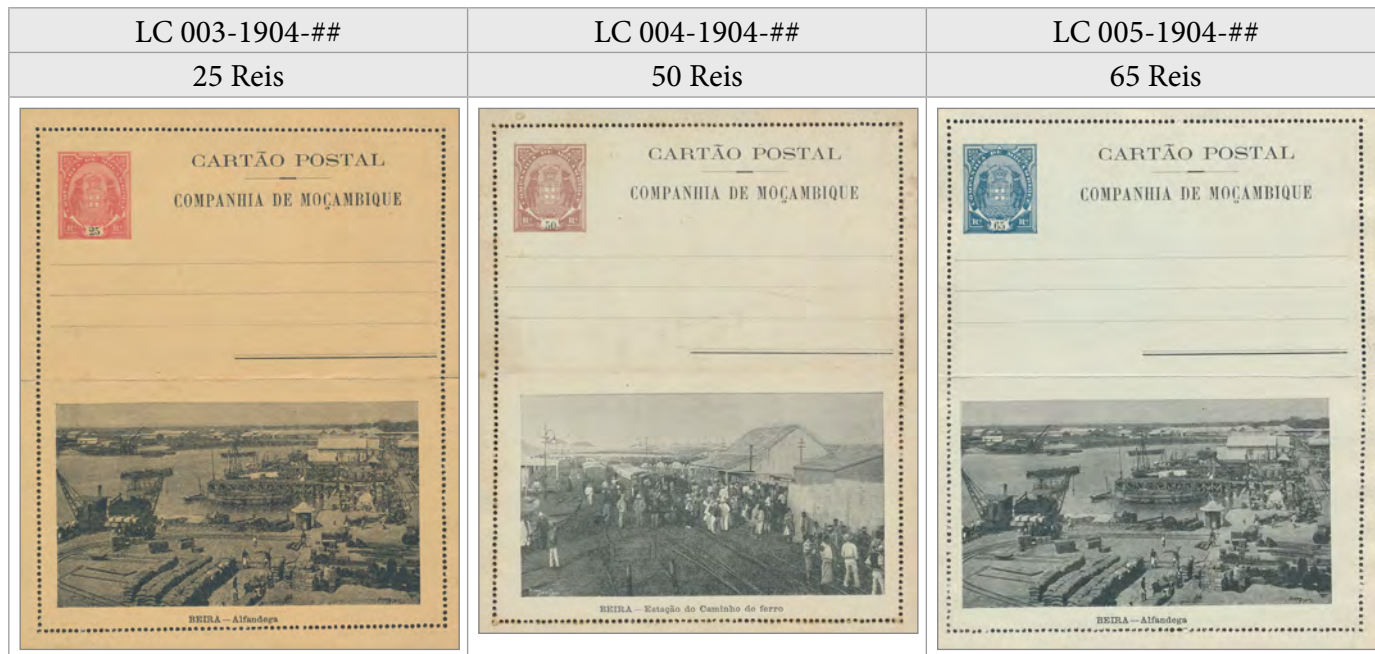 LC 003-1904-##
LC 004-1904-##
LC 005-1904-##
25 Reis
50 Reis
65 Reis
25
CARTÃO POSTAL
COMPANHIA DE MOÇAMBIQUE
BEIRA — Alfandega
50
CARTÃO POSTAL
COMPANHIA DE MOÇAMBIQUE
BEIRA — Estação do Caminho de ferro
65
CARTÃO POSTAL
COMPANHIA DE MOÇAMBIQUE
BEIRA — Alfandega